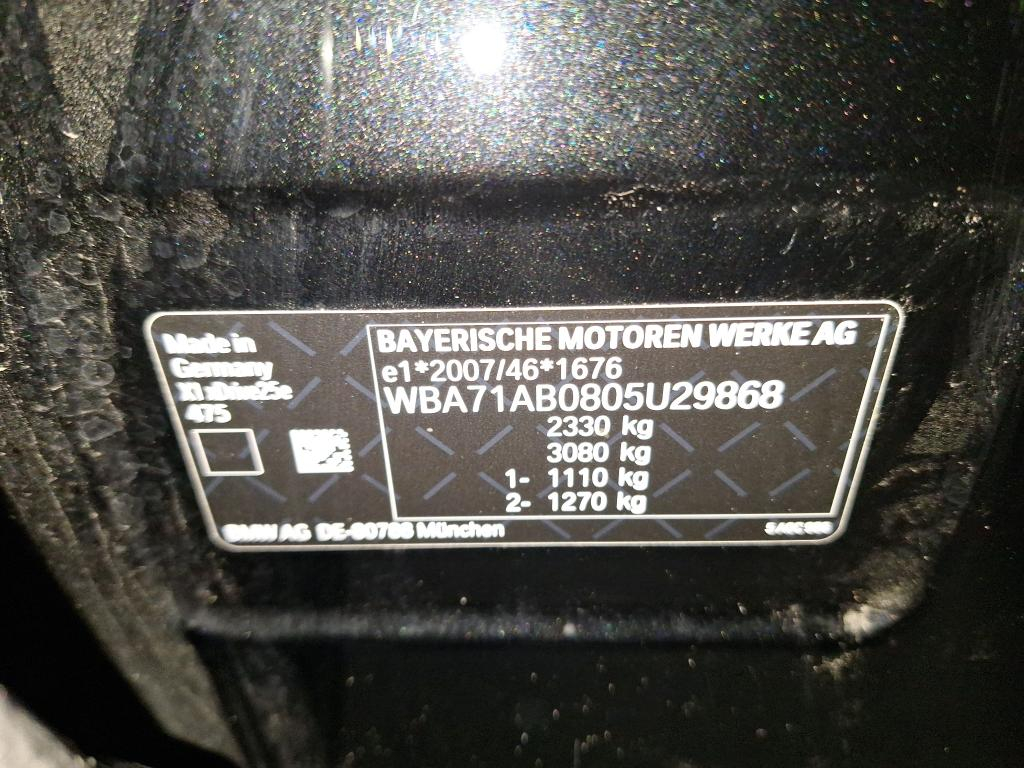 Made in
Germany
X1 xDrive25e
475
BAYERISCHE MOTOREN WERKE AG
e1*2007/46*1676
WBA71AB0805U29868
2330 kg
3080 kg
1- 1110 kg
2- 1270 kg
BMW AG DE-80788 München